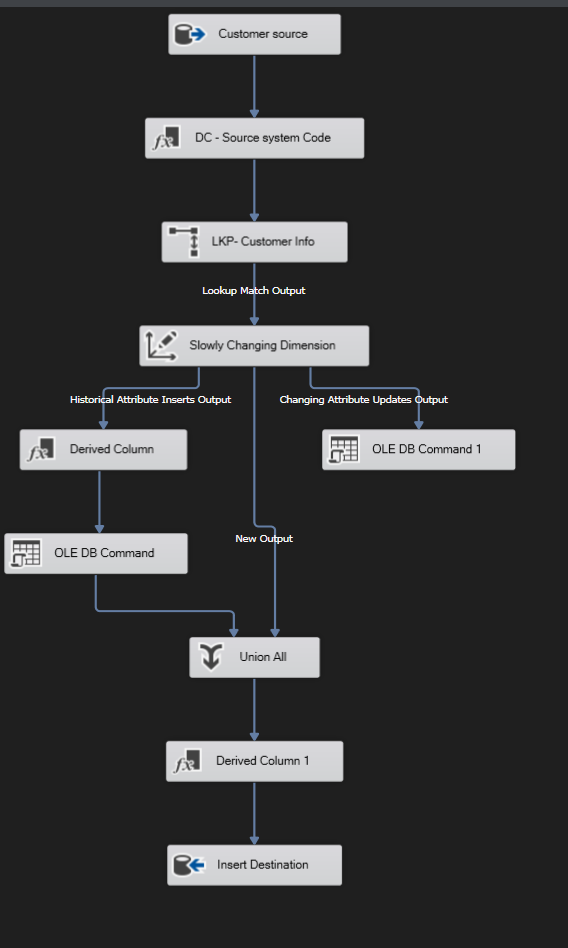 Customer source
DC - Source system Code
LKP- Customer Info
Lookup Match Output
Slowly Changing Dimension
Historical Attribute Inserts Output
Changing Attribute Updates Output
Derived Column
OLE DB Command 1
New Output
OLE DB Command
Union All
Derived Column 1
Insert Destination